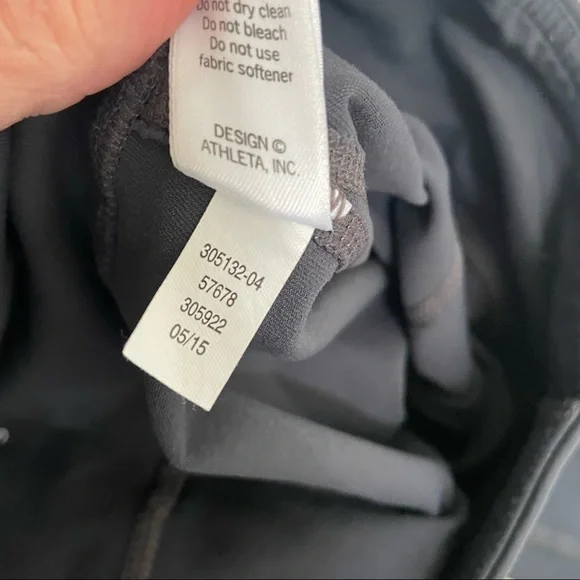 Do not dry clean
Do not bleach
Do not use
fabric softener
DESIGN ©
ATHLETA, INC.
305132-04
57678
305922
05/15